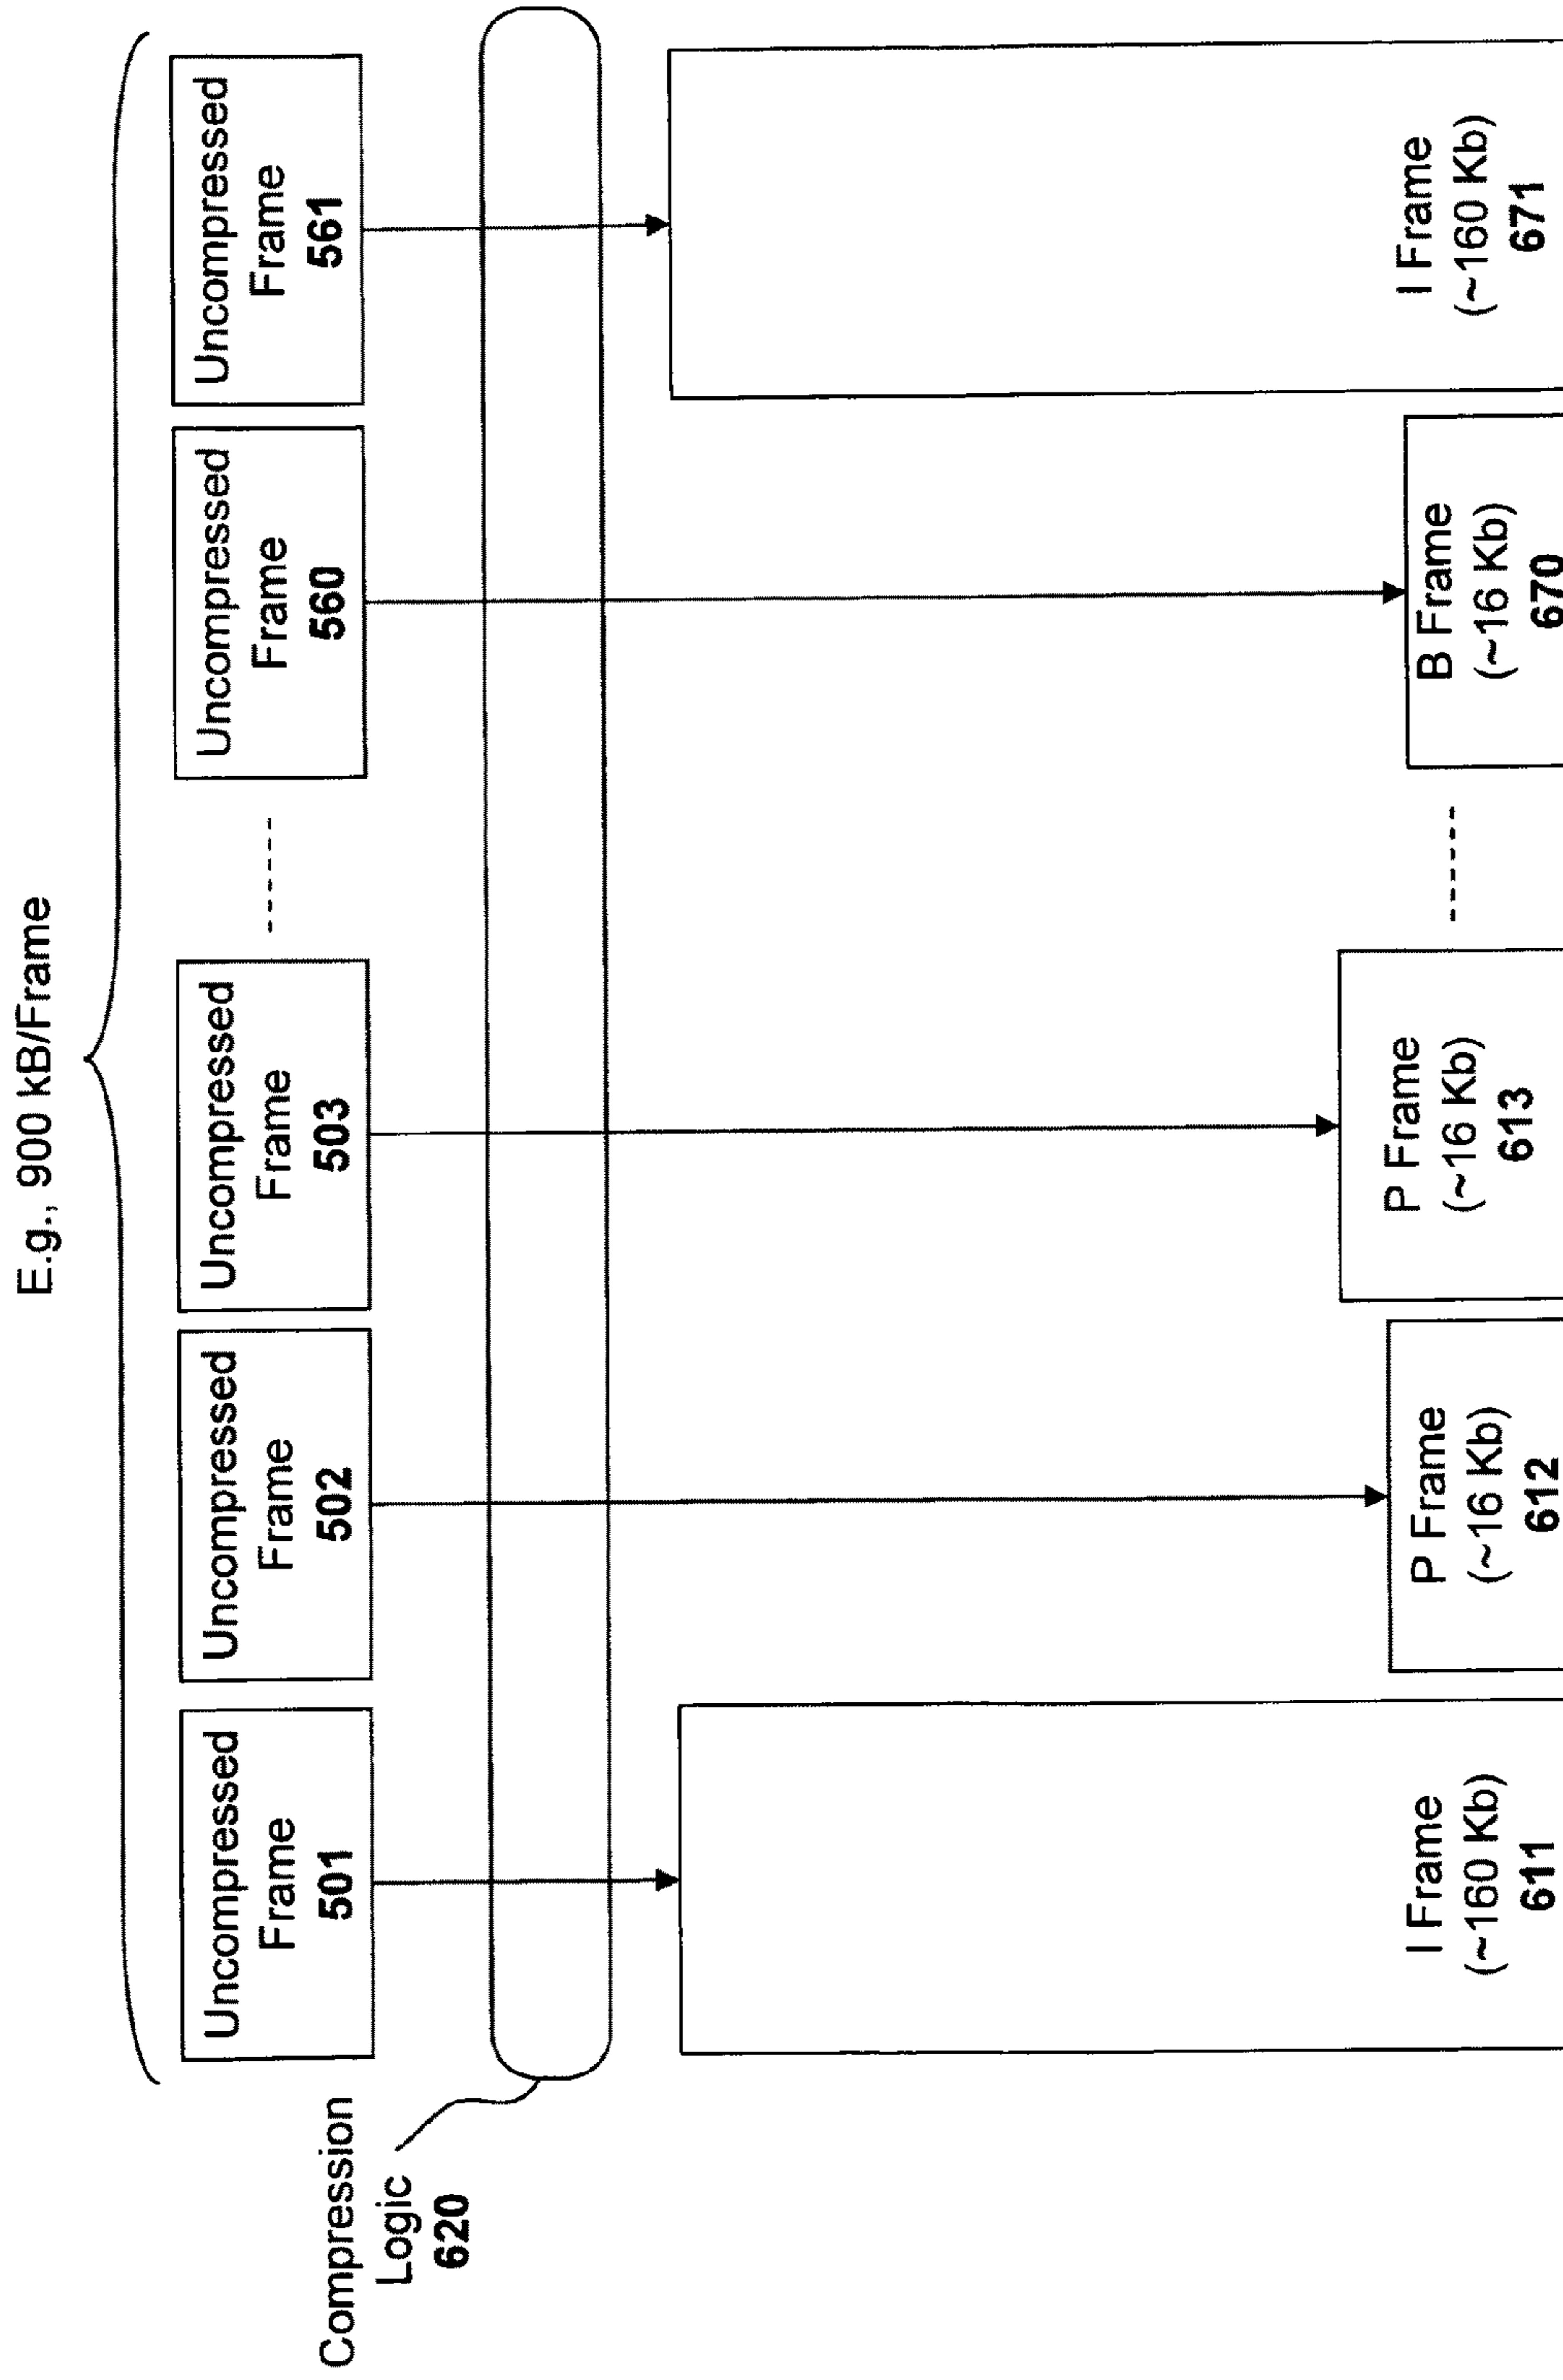 E.g., 900 kB/Frame
Uncompressed
Frame
501
Uncompressed
Frame
502
Uncompressed
Frame
503
------
Uncompressed
Frame
560
Uncompressed
Frame
561
Compression
Logic
620
I Frame
(~160 Kb)
611
P Frame
(~16 Kb)
612
P Frame
(~16 Kb)
613
------
B Frame
(~16 Kb)
670
I Frame
(~160 Kb)
671